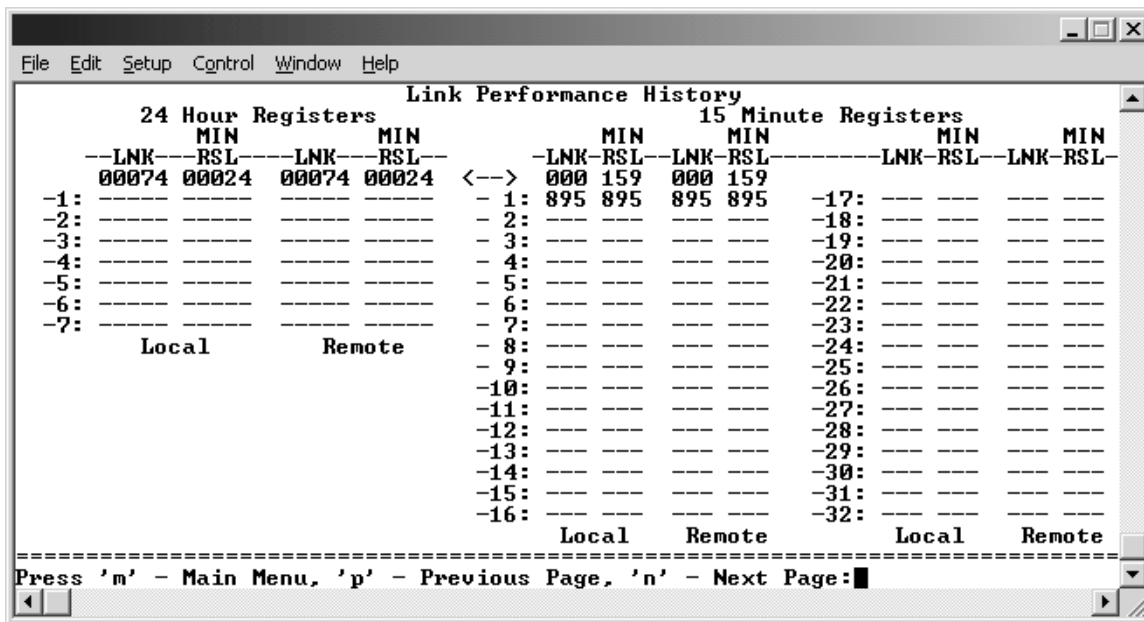 File Edit Setup Control Window Help
Link Performance History
24 Hour Registers 15 Minute Registers
MIN MIN MIN MIN MIN MIN
--LNK---RSL-----LNK---RSL-- -LNK-RSL--LNK-RSL---------LNK-RSL---LNK-RSL-
00074 00024 00074 00024 <--> 000 159 000 159
-1: ----- ----- ----- ----- - 1: 895 895 895 895 -17: --- --- --- ---
-2: ----- ----- ----- ----- - 2: --- --- --- --- -18: --- --- --- ---
-3: ----- ----- ----- ----- - 3: --- --- --- --- -19: --- --- --- ---
-4: ----- ----- ----- ----- - 4: --- --- --- --- -20: --- --- --- ---
-5: ----- ----- ----- ----- - 5: --- --- --- --- -21: --- --- --- ---
-6: ----- ----- ----- ----- - 6: --- --- --- --- -22: --- --- --- ---
-7: ----- ----- ----- ----- - 7: --- --- --- --- -23: --- --- --- ---
Local Remote - 8: --- --- --- --- -24: --- --- --- ---
- 9: --- --- --- --- -25: --- --- --- ---
-10: --- --- --- --- -26: --- --- --- ---
-11: --- --- --- --- -27: --- --- --- ---
-12: --- --- --- --- -28: --- --- --- ---
-13: --- --- --- --- -29: --- --- --- ---
-14: --- --- --- --- -30: --- --- --- ---
-15: --- --- --- --- -31: --- --- --- ---
-16: --- --- --- --- -32: --- --- --- ---
Local Remote Local Remote
===============================================================================
Press 'm' - Main Menu, 'p' - Previous Page, 'n' - Next Page: